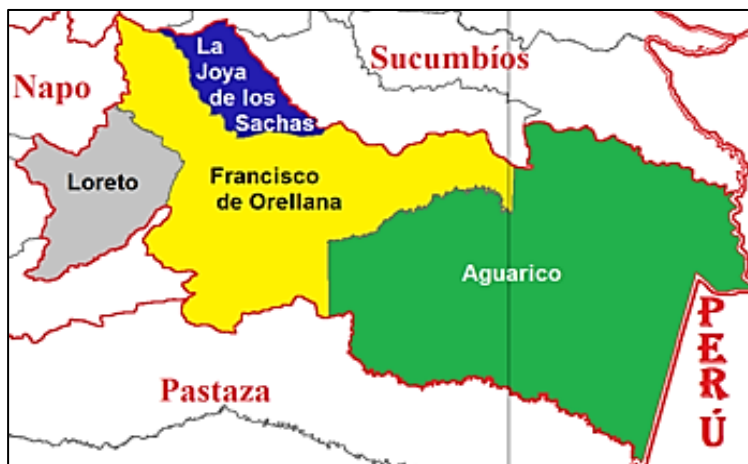 La
Joya
de los
Sachas
Sucumbíos
Napo
Loreto
Francisco
de Orellana
Aguarico
PERÚ
Pastaza